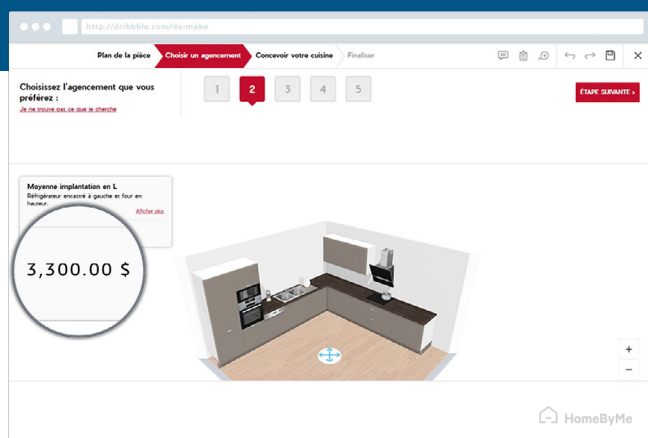 http://dribbble.com/do-make
Plan de la pièce
Choisir un agencement
Concevoir votre cuisine
Finaliser
Choisissez l'agencement que vous
préférez :
Je ne trouve pas ce que je cherche
1
2
3
4
5
ÉTAPE SUIVANTE >
Moyenne implantation en L
Réfrigérateur encastré à gauche et four en
hauteur.
Afficher plus
3,300.00 $
+
−
HomeByMe